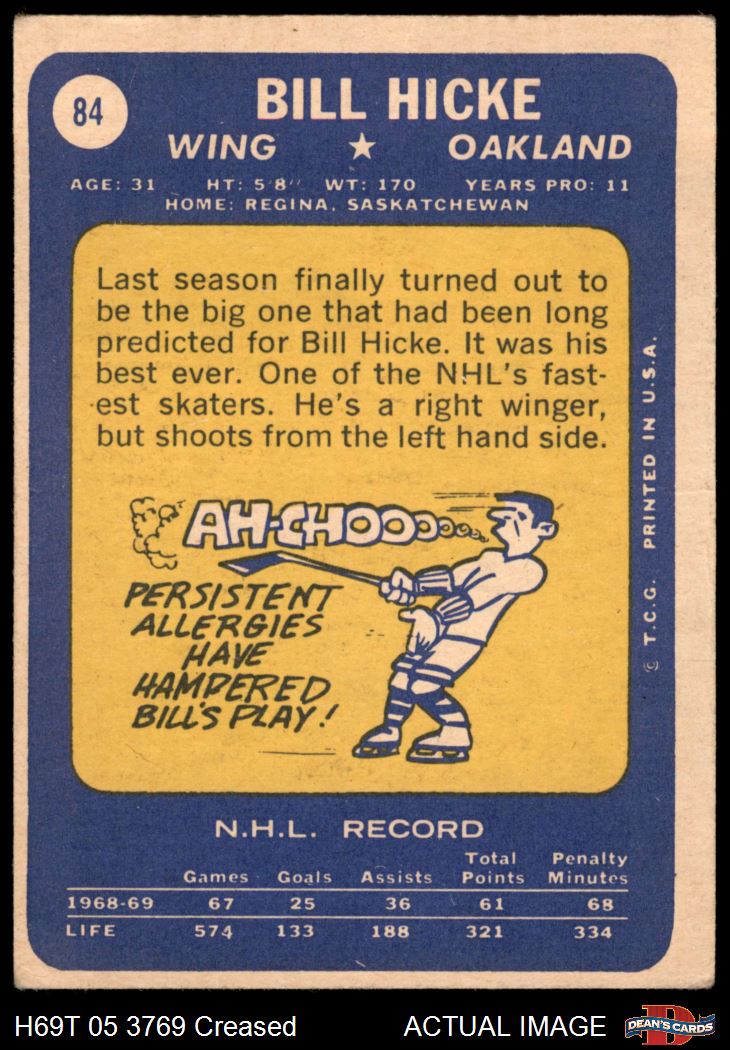 84
BILL HICKE
WING ★ OAKLAND
AGE: 31 HT: 5'8'' WT: 170 YEARS PRO: 11
HOME: REGINA, SASKATCHEWAN
Last season finally turned out to
be the big one that had been long
predicted for Bill Hicke. It was his
best ever. One of the NHL's fast-
est skaters. He's a right winger,
but shoots from the left hand side.
AH-CHOOOOOOOO
PERSISTENT
ALLERGIES
HAVE
HAMPERED
BILL'S PLAY!
© T.C.G. PRINTED IN U.S.A.
N.H.L. RECORD
Games Goals Assists Total Points Penalty Minutes
1968-69 67 25 36 61 68
LIFE 574 133 188 321 334
H69T 05 3769 Creased ACTUAL IMAGE
D
DEAN'S CARDS